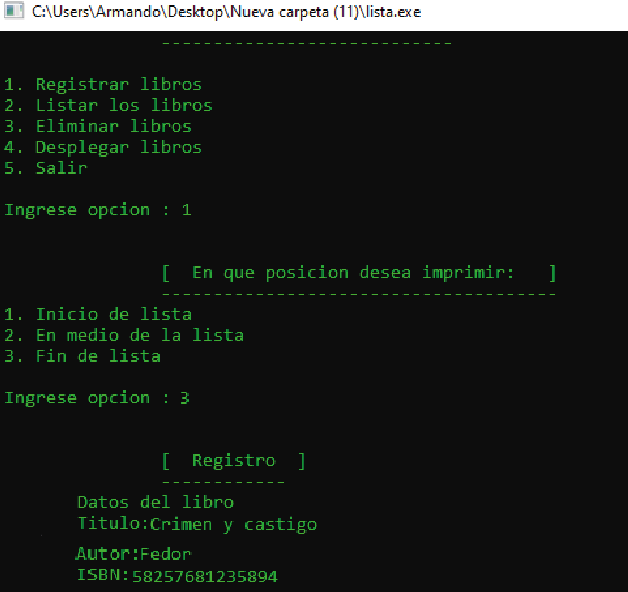 C:\Users\Armando\Desktop\Nueva carpeta (11)\lista.exe
----------------------------
1. Registrar libros
2. Listar los libros
3. Eliminar libros
4. Desplegar libros
5. Salir
Ingrese opcion : 1
[  En que posicion desea imprimir:   ]
--------------------------------------
1. Inicio de lista
2. En medio de la lista
3. Fin de lista
Ingrese opcion : 3
[  Registro  ]
------------
Datos del libro
Titulo:Crimen y castigo
Autor:Fedor
ISBN:58257681235894